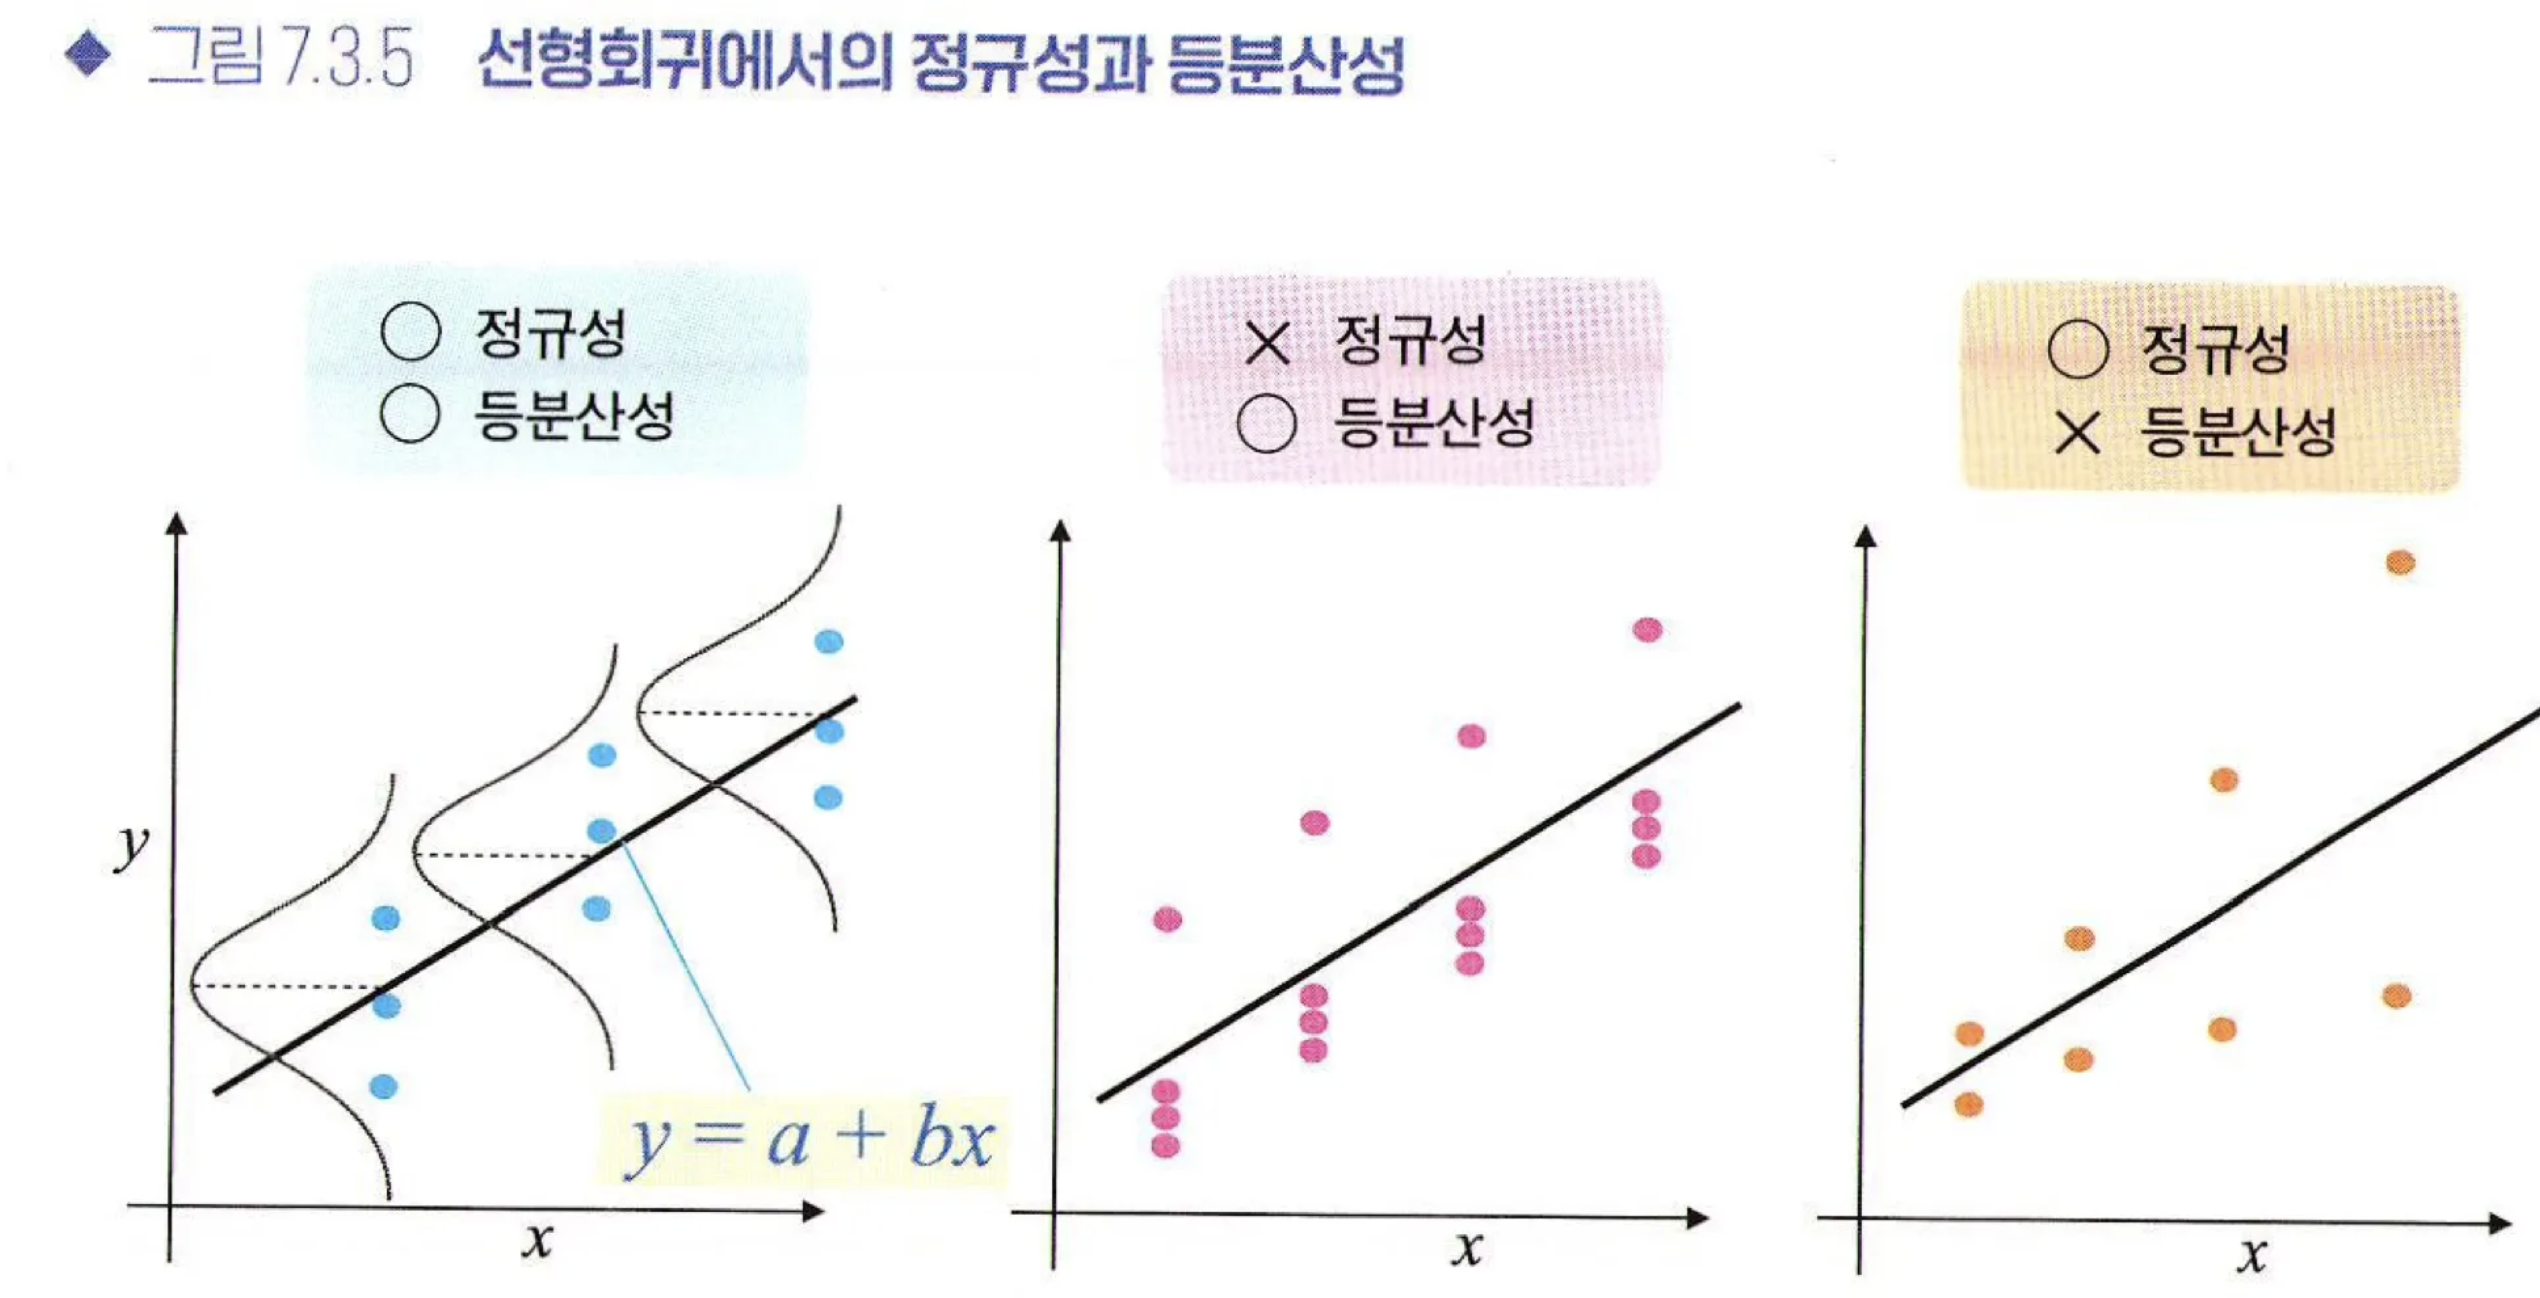 ◆ 그림 7.3.5 선형회귀에서의 정규성과 등분산성
○ 정규성
○ 등분산성
× 정규성
○ 등분산성
○ 정규성
× 등분산성
y
y = a + bx
x
x
x